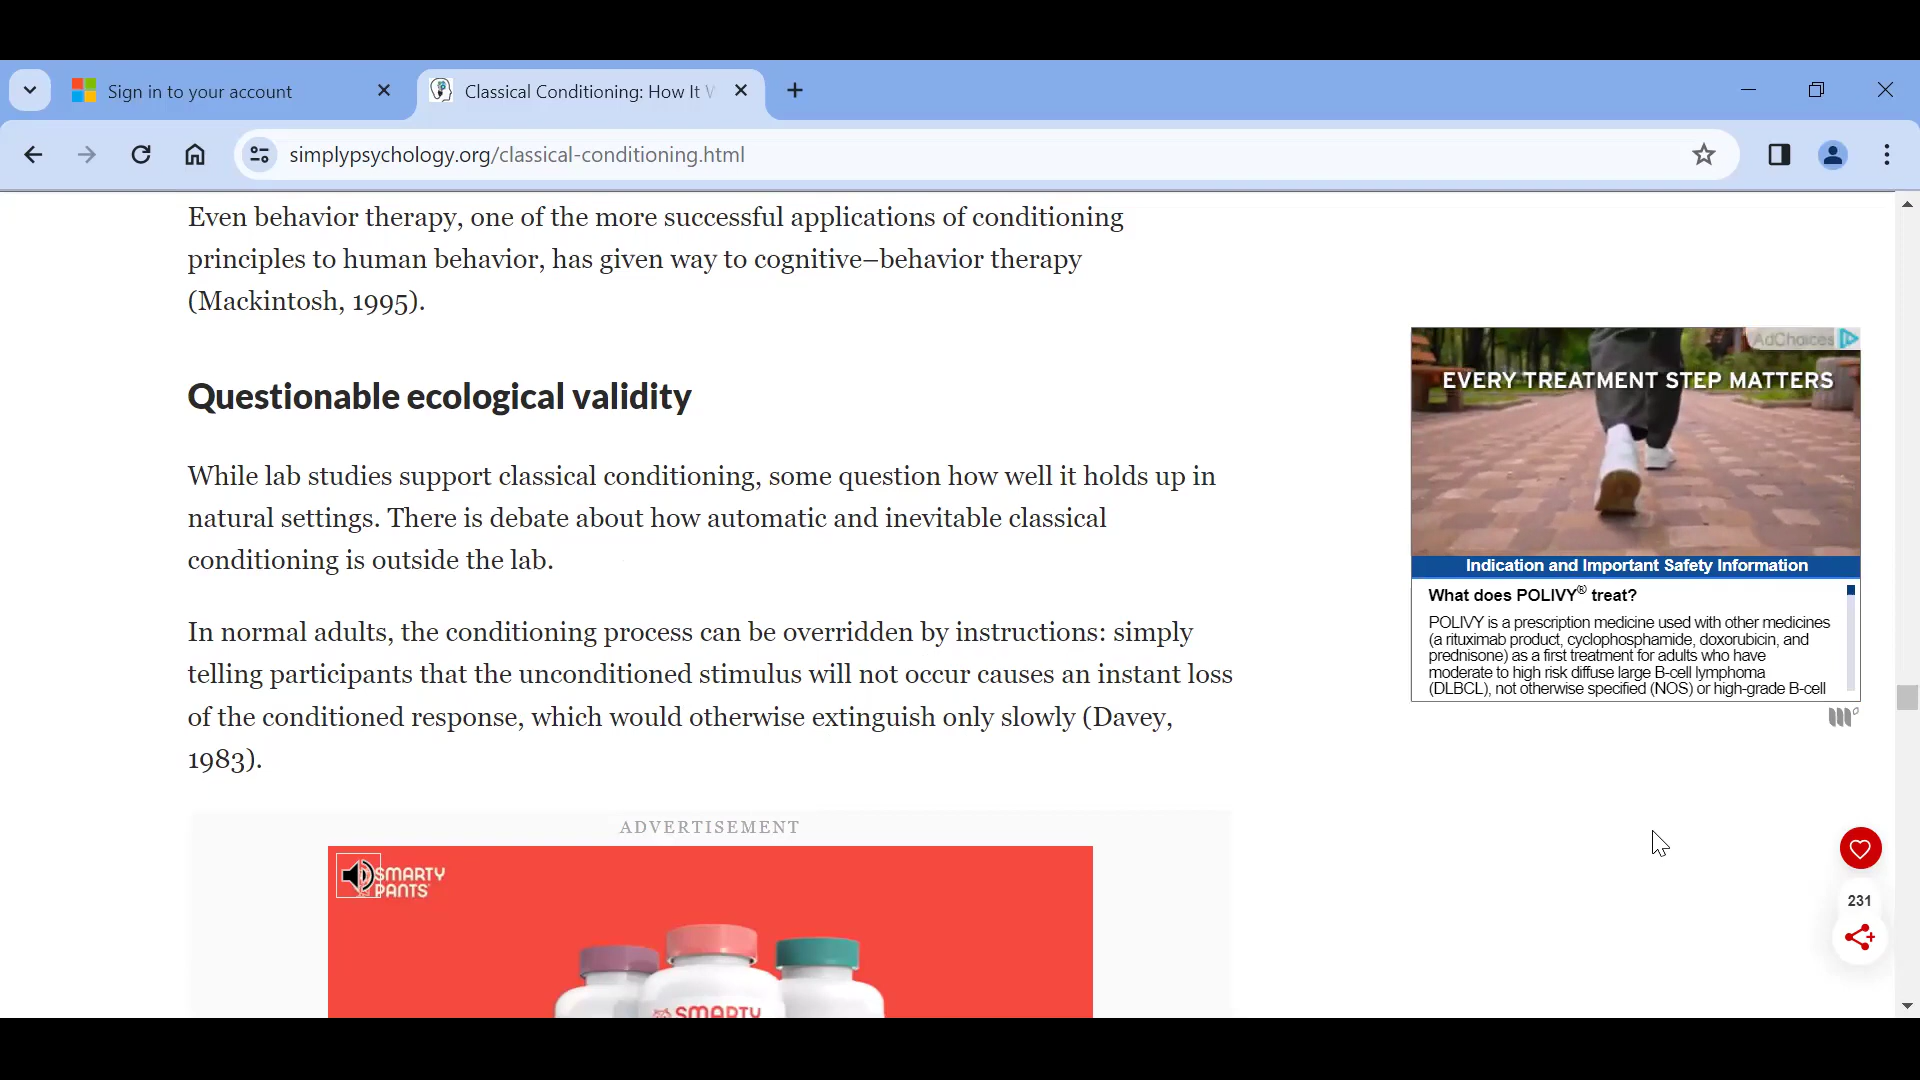 Sign in to your account
Classical Conditioning: How It W
simplypsychology.org/classical-conditioning.html
Even behavior therapy, one of the more successful applications of conditioning
principles to human behavior, has given way to cognitive–behavior therapy
(Mackintosh, 1995).
Questionable ecological validity
While lab studies support classical conditioning, some question how well it holds up in
natural settings. There is debate about how automatic and inevitable classical
conditioning is outside the lab.
In normal adults, the conditioning process can be overridden by instructions: simply
telling participants that the unconditioned stimulus will not occur causes an instant loss
of the conditioned response, which would otherwise extinguish only slowly (Davey,
1983).
ADVERTISEMENT
SMARTY
PANTS
SMARTY
AdChoices
EVERY TREATMENT STEP MATTERS
Indication and Important Safety Information
What does POLIVY® treat?
POLIVY is a prescription medicine used with other medicines
(a rituximab product, cyclophosphamide, doxorubicin, and
prednisone) as a first treatment for adults who have
moderate to high risk diffuse large B-cell lymphoma
(DLBCL), not otherwise specified (NOS) or high-grade B-cell
231